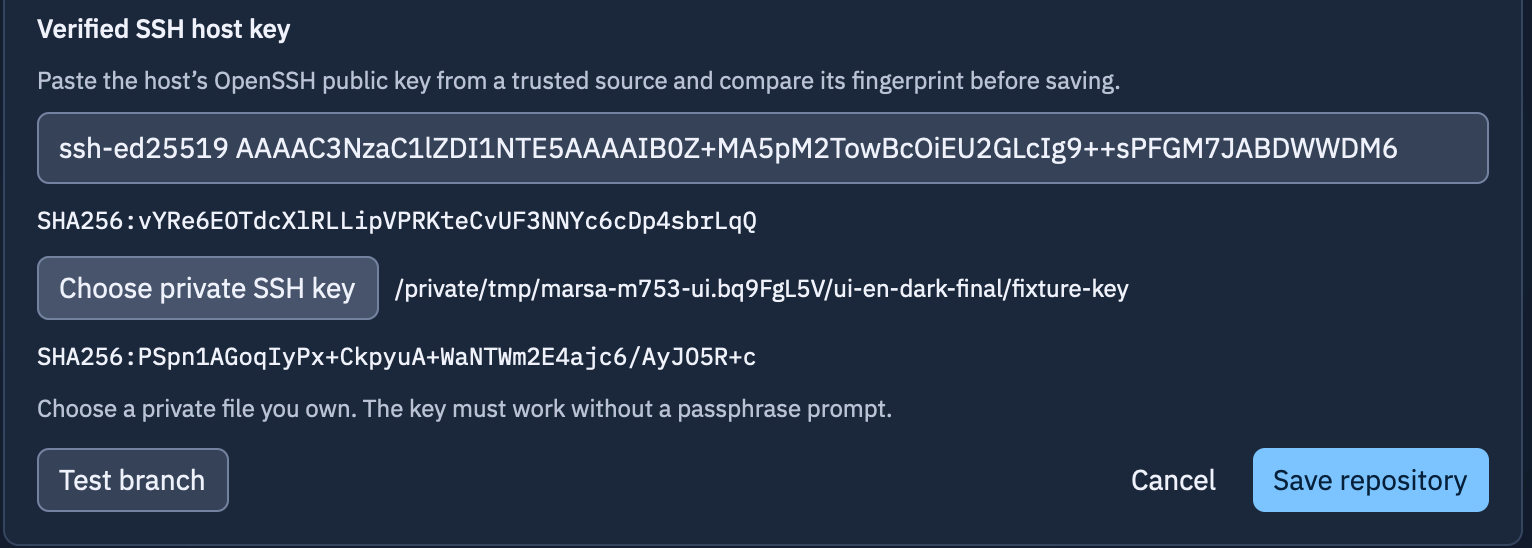 Verified SSH host key
Paste the host’s OpenSSH public key from a trusted source and compare its fingerprint before saving.
ssh-ed25519 AAAAC3NzaC1lZDI1NTE5AAAAIB0Z+MA5pM2TowBcOiEU2GLcIg9++sPFGM7JABDWWDM6
SHA256:vYRe6EOTdcXlRLLipVPRKteCvUF3NNYc6cDp4sbrLqQ
Choose private SSH key /private/tmp/marsa-m753-ui.bq9FgL5V/ui-en-dark-final/fixture-key
SHA256:PSpn1AGoqIyPx+CkpyuA+WaNTWm2E4ajc6/AyJO5R+c
Choose a private file you own. The key must work without a passphrase prompt.
Test branch Cancel Save repository